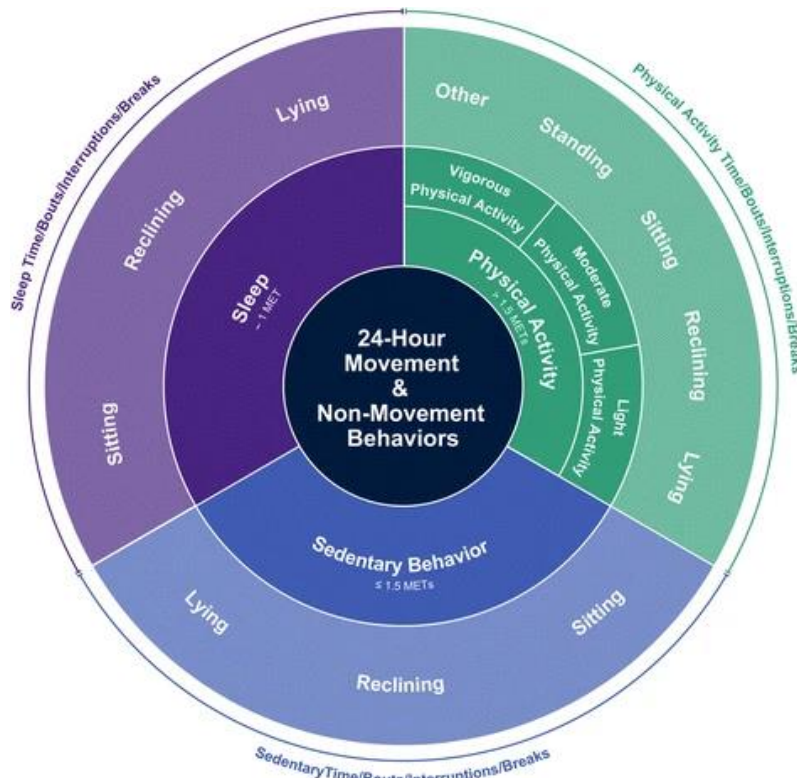 24-Hour
Movement
&
Non-Movement
Behaviors
Sleep
~ 1 MET
Lying
Reclining
Sitting
Sleep Time/Bouts/Interruptions/Breaks
Physical Activity
> 1.5 METs
Vigorous
Physical Activity
Moderate
Physical Activity
Light
Physical Activity
Other
Standing
Sitting
Reclining
Lying
Physical Activity Time/Bouts/Interruptions/Breaks
Sedentary Behavior
≤ 1.5 METs
Lying
Reclining
Sitting
SedentaryTime/Bouts/Interruptions/Breaks